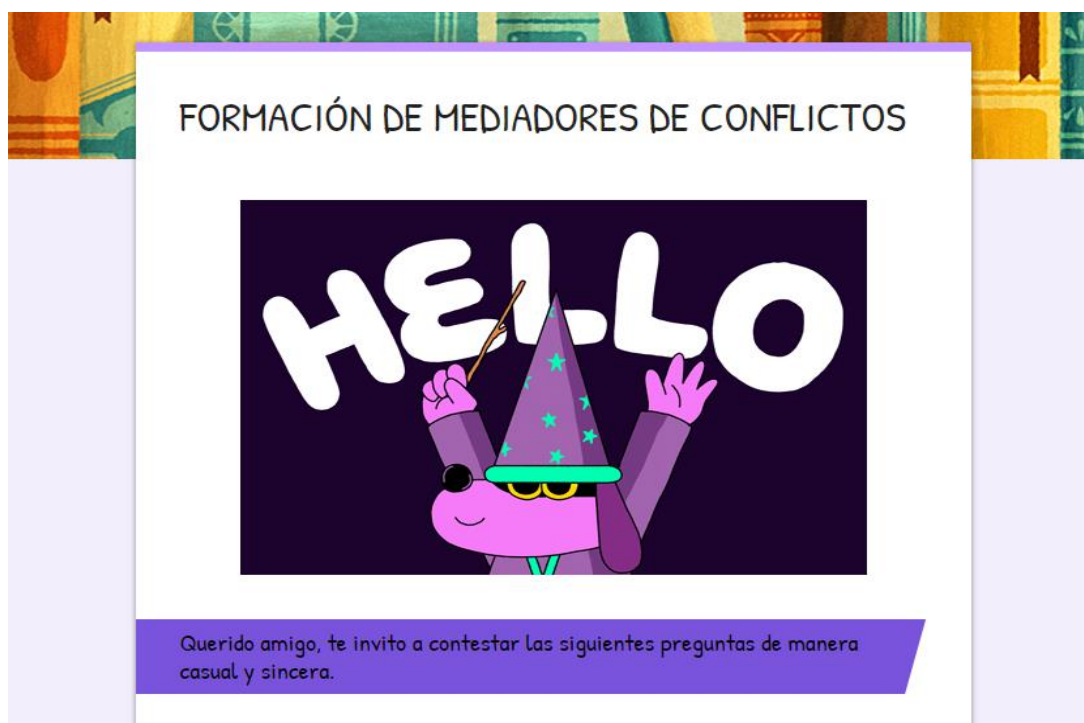 FORMACIÓN DE MEDIADORES DE CONFLICTOS
HELLO
Querido amigo, te invito a contestar las siguientes preguntas de manera
casual y sincera.